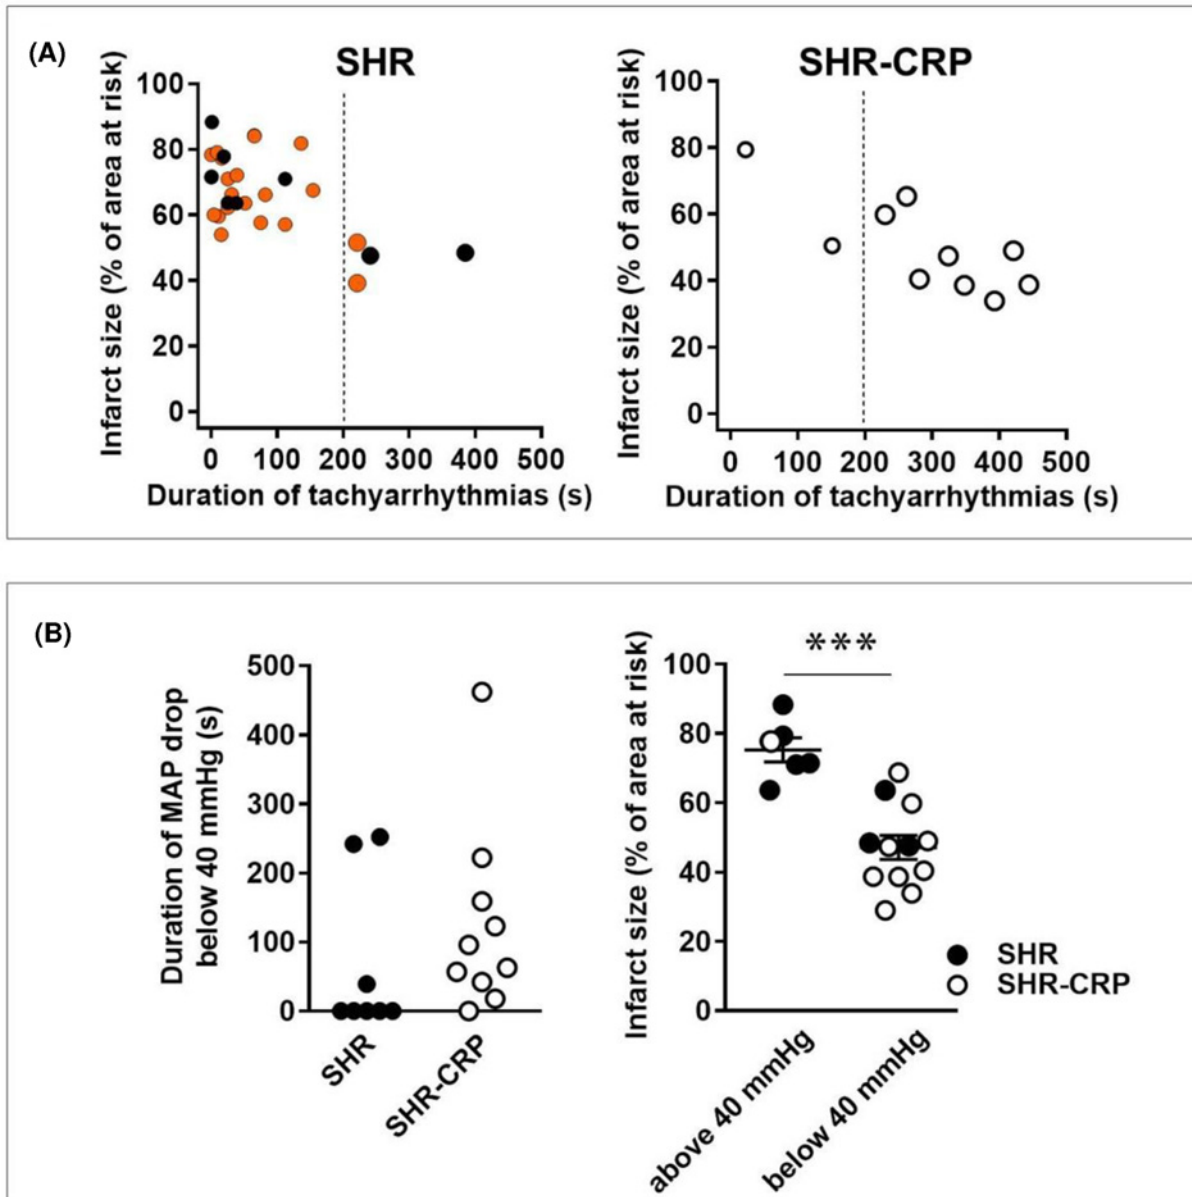 (A)
SHR
SHR-CRP
Infarct size (% of area at risk)
100
80
60
40
20
0
0 100 200 300 400 500
Duration of tachyarrhythmias (s)
Infarct size (% of area at risk)
100
80
60
40
20
0
0 100 200 300 400 500
Duration of tachyarrhythmias (s)
(B)
Duration of MAP drop
below 40 mmHg (s)
500
400
300
200
100
0
SHR
SHR-CRP
Infarct size (% of area at risk)
100
80
60
40
20
0
***
SHR
SHR-CRP
above 40 mmHg
below 40 mmHg